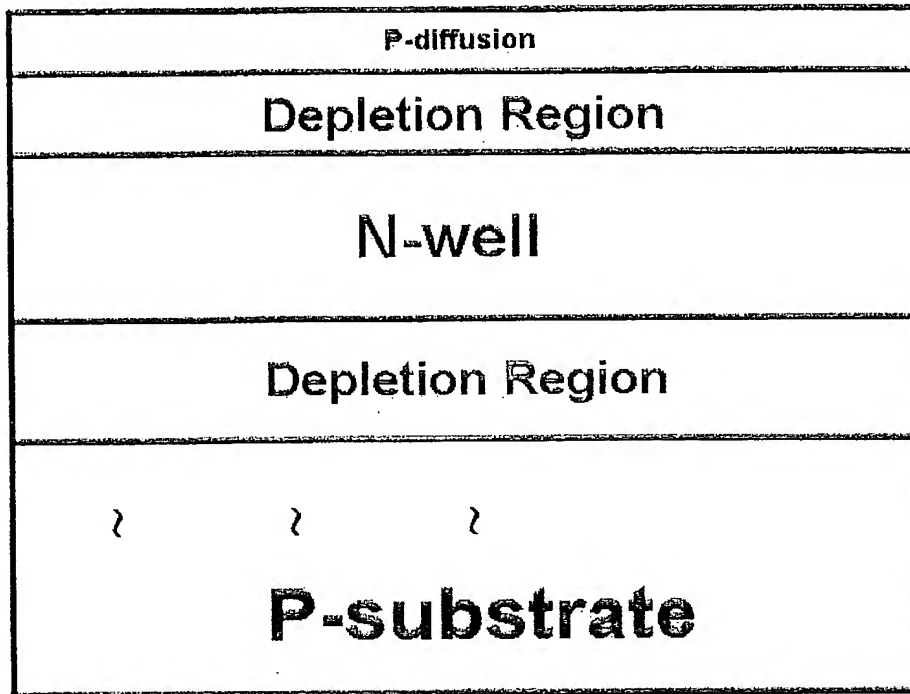 P-diffusion
Depletion Region
N-well
Depletion Region
~ ~ ~
P-substrate